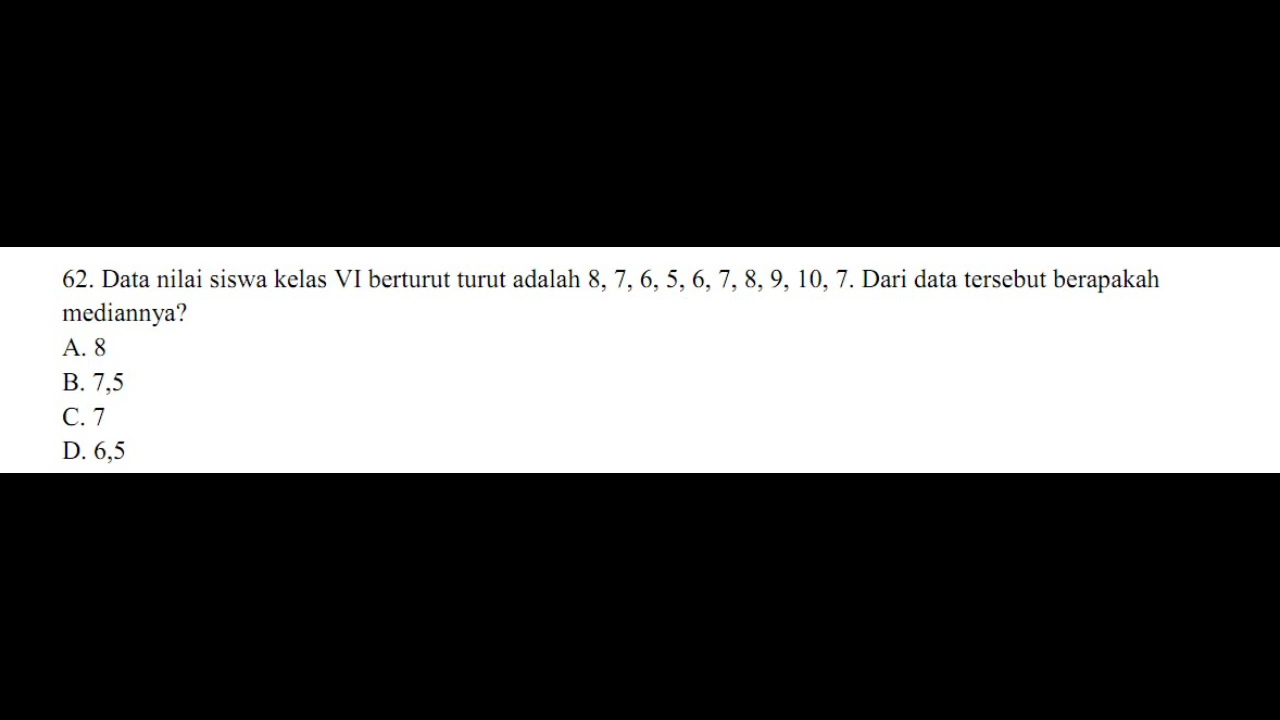 62. Data nilai siswa kelas VI berturut turut adalah 8, 7, 6, 5, 6, 7, 8, 9, 10, 7. Dari data tersebut berapakah
mediannya?
A. 8
B. 7,5
C. 7
D. 6,5